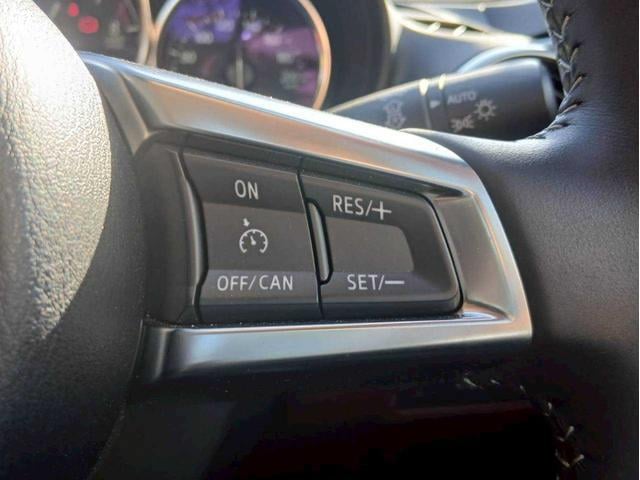 AUTO
ON
RES/+
OFF/CAN
SET/−